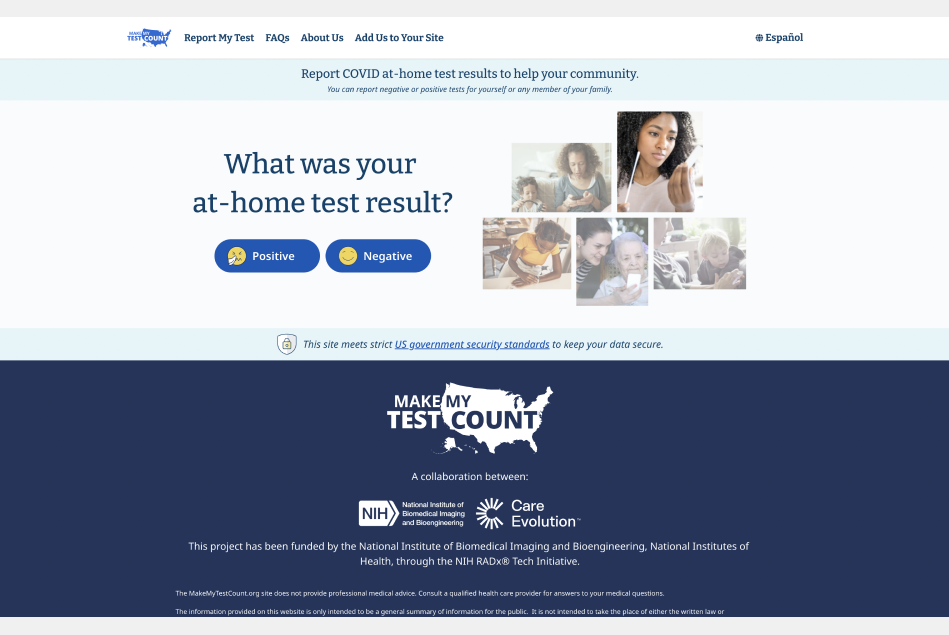 MAKE MY
TEST COUNT
Report My Test FAQs About Us Add Us to Your Site Español
Report COVID at-home test results to help your community.
You can report negative or positive tests for yourself or any member of your family.
What was your
at-home test result?
Positive Negative
This site meets strict US government security standards to keep your data secure.
MAKE MY
TEST COUNT
A collaboration between:
NIH National Institute of
Biomedical Imaging
and Bioengineering
Care
Evolution™
This project has been funded by the National Institute of Biomedical Imaging and Bioengineering, National Institutes of
Health, through the NIH RADx® Tech Initiative.
The MakeMyTestCount.org site does not provide professional medical advice. Consult a qualified health care provider for answers to your medical questions.
The information provided on this website is only intended to be a general summary of information for the public. It is not intended to take the place of either the written law or